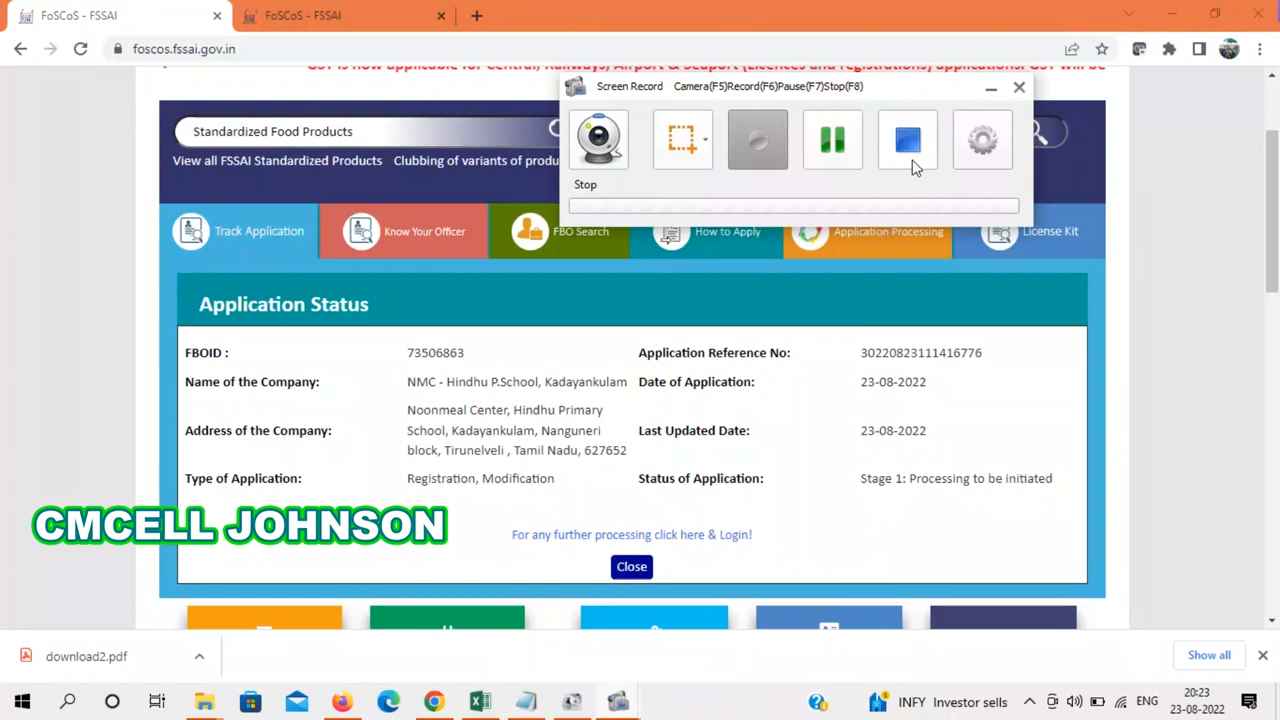 FoSCoS - FSSAI
FoSCoS - FSSAI
foscos.fssai.gov.in
GST is now applicable for Central, Railways, Airport & Seaport (Licences and registrations) applications. GST will be
Screen Record Camera(F5)Record(F6)Pause(F7)Stop(F8)
Stop
Standardized Food Products
View all FSSAI Standardized Products
Clubbing of variants of produ
Track Application
Know Your Officer
FBO Search
How to Apply
Application Processing
License Kit
Application Status
FBOID :
73506863
Application Reference No:
30220823111416776
Name of the Company:
NMC - Hindhu P.School, Kadayankulam
Date of Application:
23-08-2022
Address of the Company:
Noonmeal Center, Hindhu Primary
School, Kadayankulam, Nanguneri
block, Tirunelveli , Tamil Nadu, 627652
Last Updated Date:
23-08-2022
Type of Application:
Registration, Modification
Status of Application:
Stage 1: Processing to be initiated
CMCELL JOHNSON
For any further processing click here & Login!
Close
download2.pdf
Show all
INFY Investor sells
ENG
20:23
23-08-2022